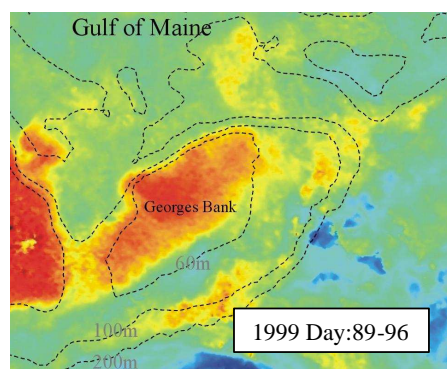 Gulf of Maine
Georges Bank
60m
100m
200m
1999 Day:89-96